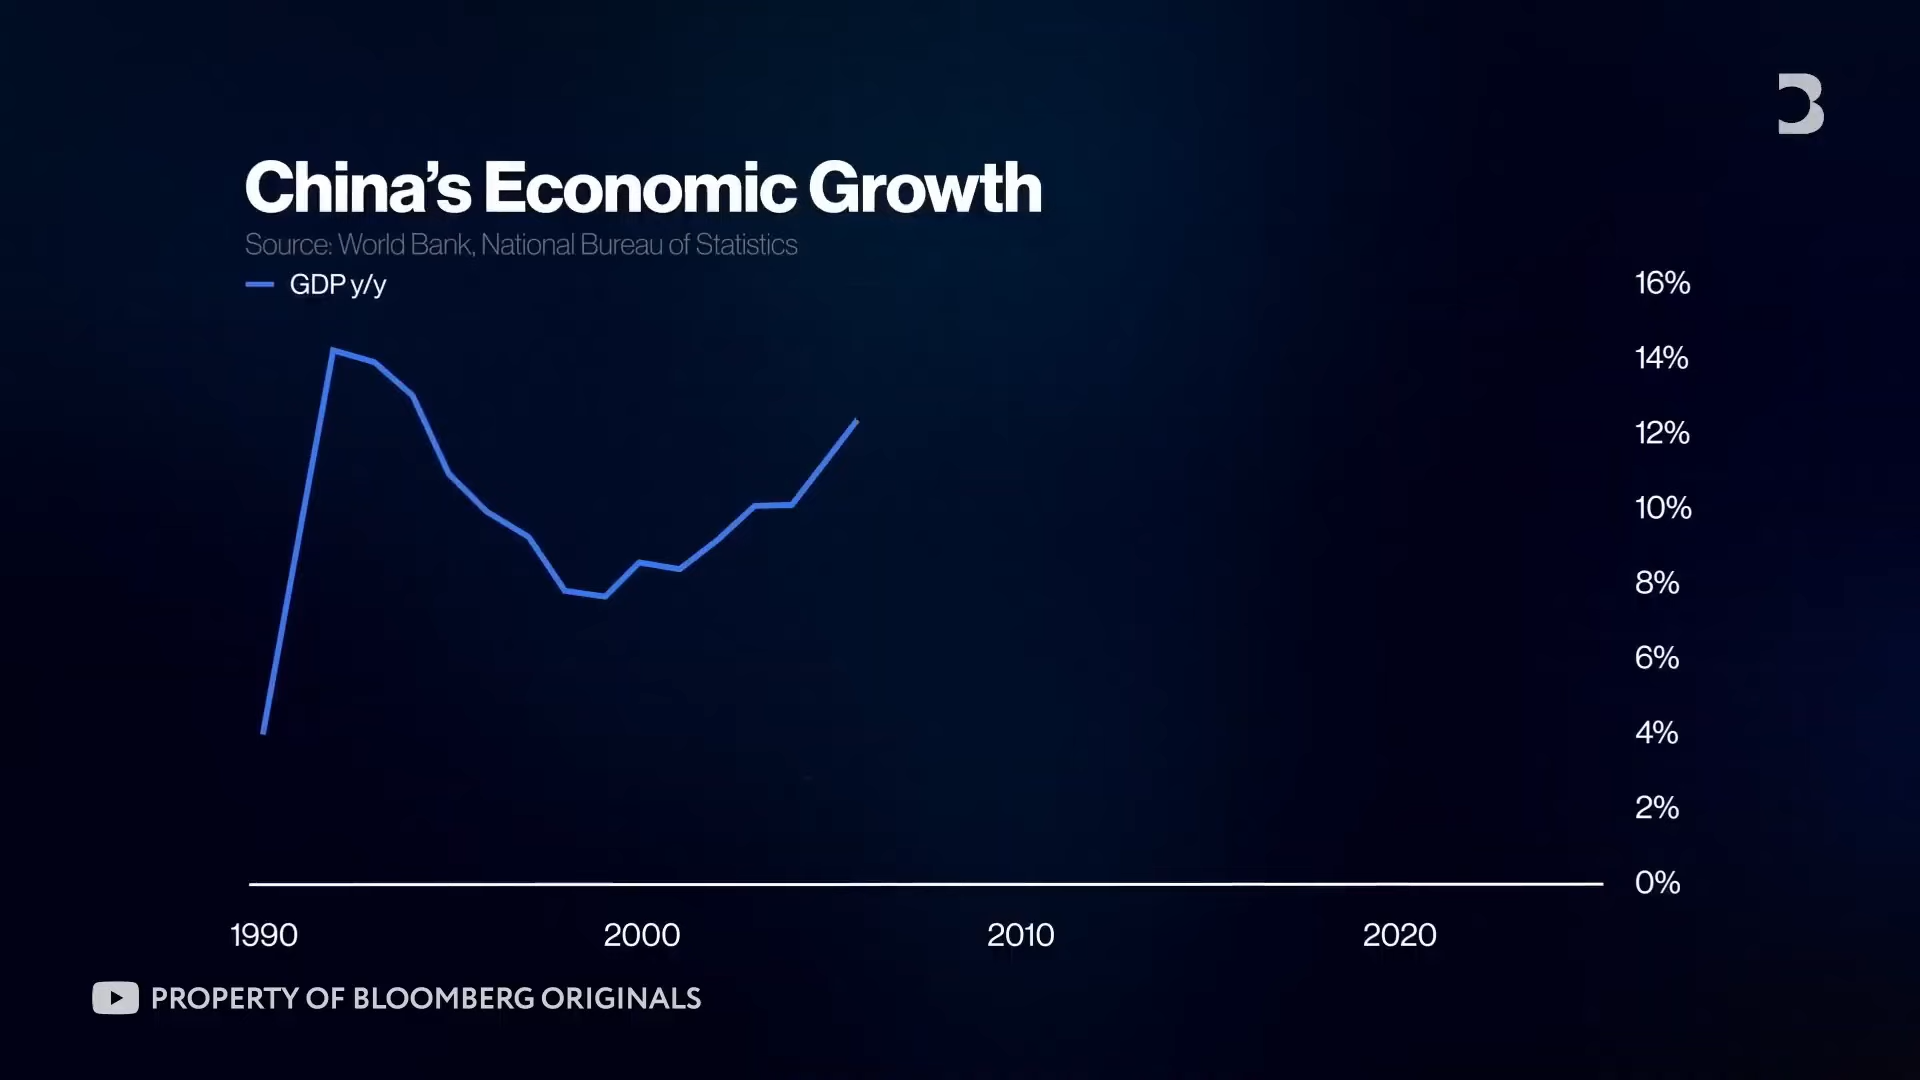 China's Economic Growth
Source: World Bank, National Bureau of Statistics
GDP y/y
16%
14%
12%
10%
8%
6%
4%
2%
0%
1990 2000 2010 2020
PROPERTY OF BLOOMBERG ORIGINALS